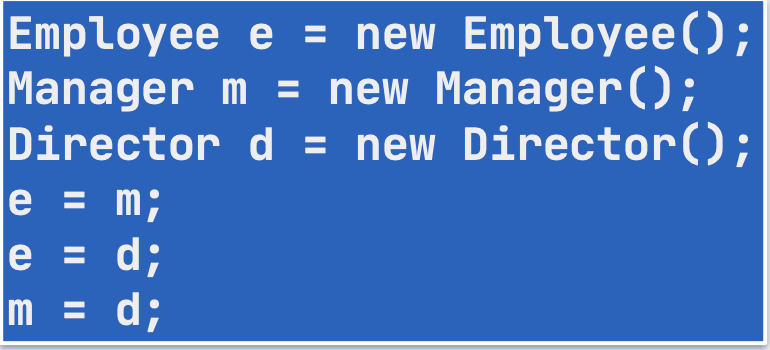 Employee e = new Employee();
Manager m = new Manager();
Director d = new Director();
e = m;
e = d;
m = d;